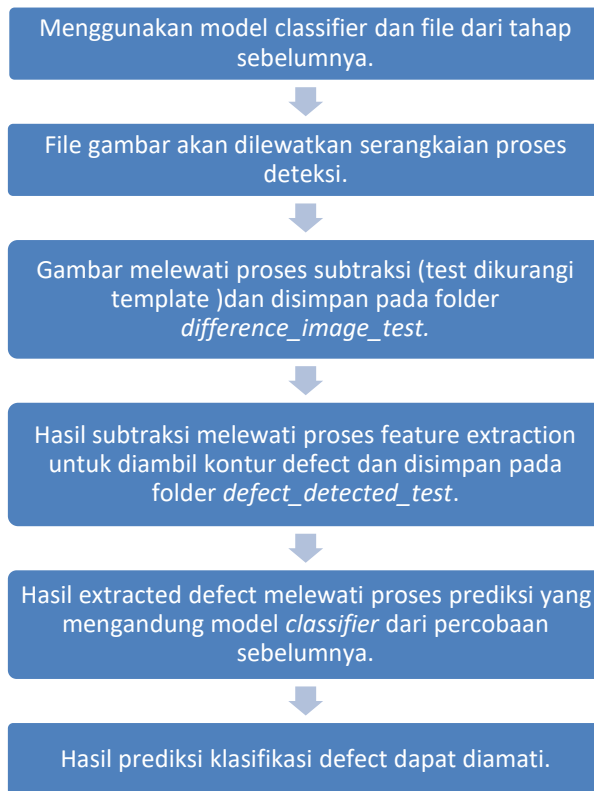 Menggunakan model classifier dan file dari tahap
sebelumnya.
File gambar akan dilewatkan serangkaian proses
deteksi.
Gambar melewati proses subtraksi (test dikurangi
template )dan disimpan pada folder
difference_image_test.
Hasil subtraksi melewati proses feature extraction
untuk diambil kontur defect dan disimpan pada
folder defect_detected_test.
Hasil extracted defect melewati proses prediksi yang
mengandung model classifier dari percobaan
sebelumnya.
Hasil prediksi klasifikasi defect dapat diamati.